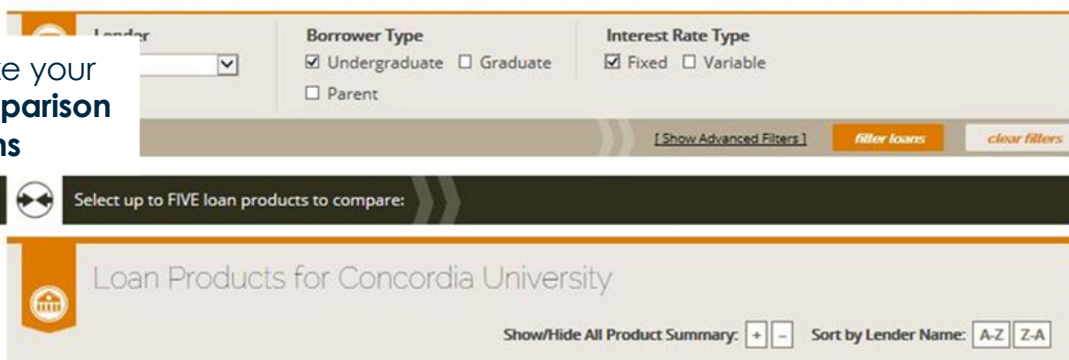 Borrower Type
Interest Rate Type
Undergraduate Graduate
Fixed Variable
Parent
your
ns
[ Show Advanced Filters ]
filter loans
clear filters
Select up to FIVE loan products to compare:
Loan Products for Concordia University
Show/Hide All Product Summary: + -
Sort by Lender Name: A-Z Z-A